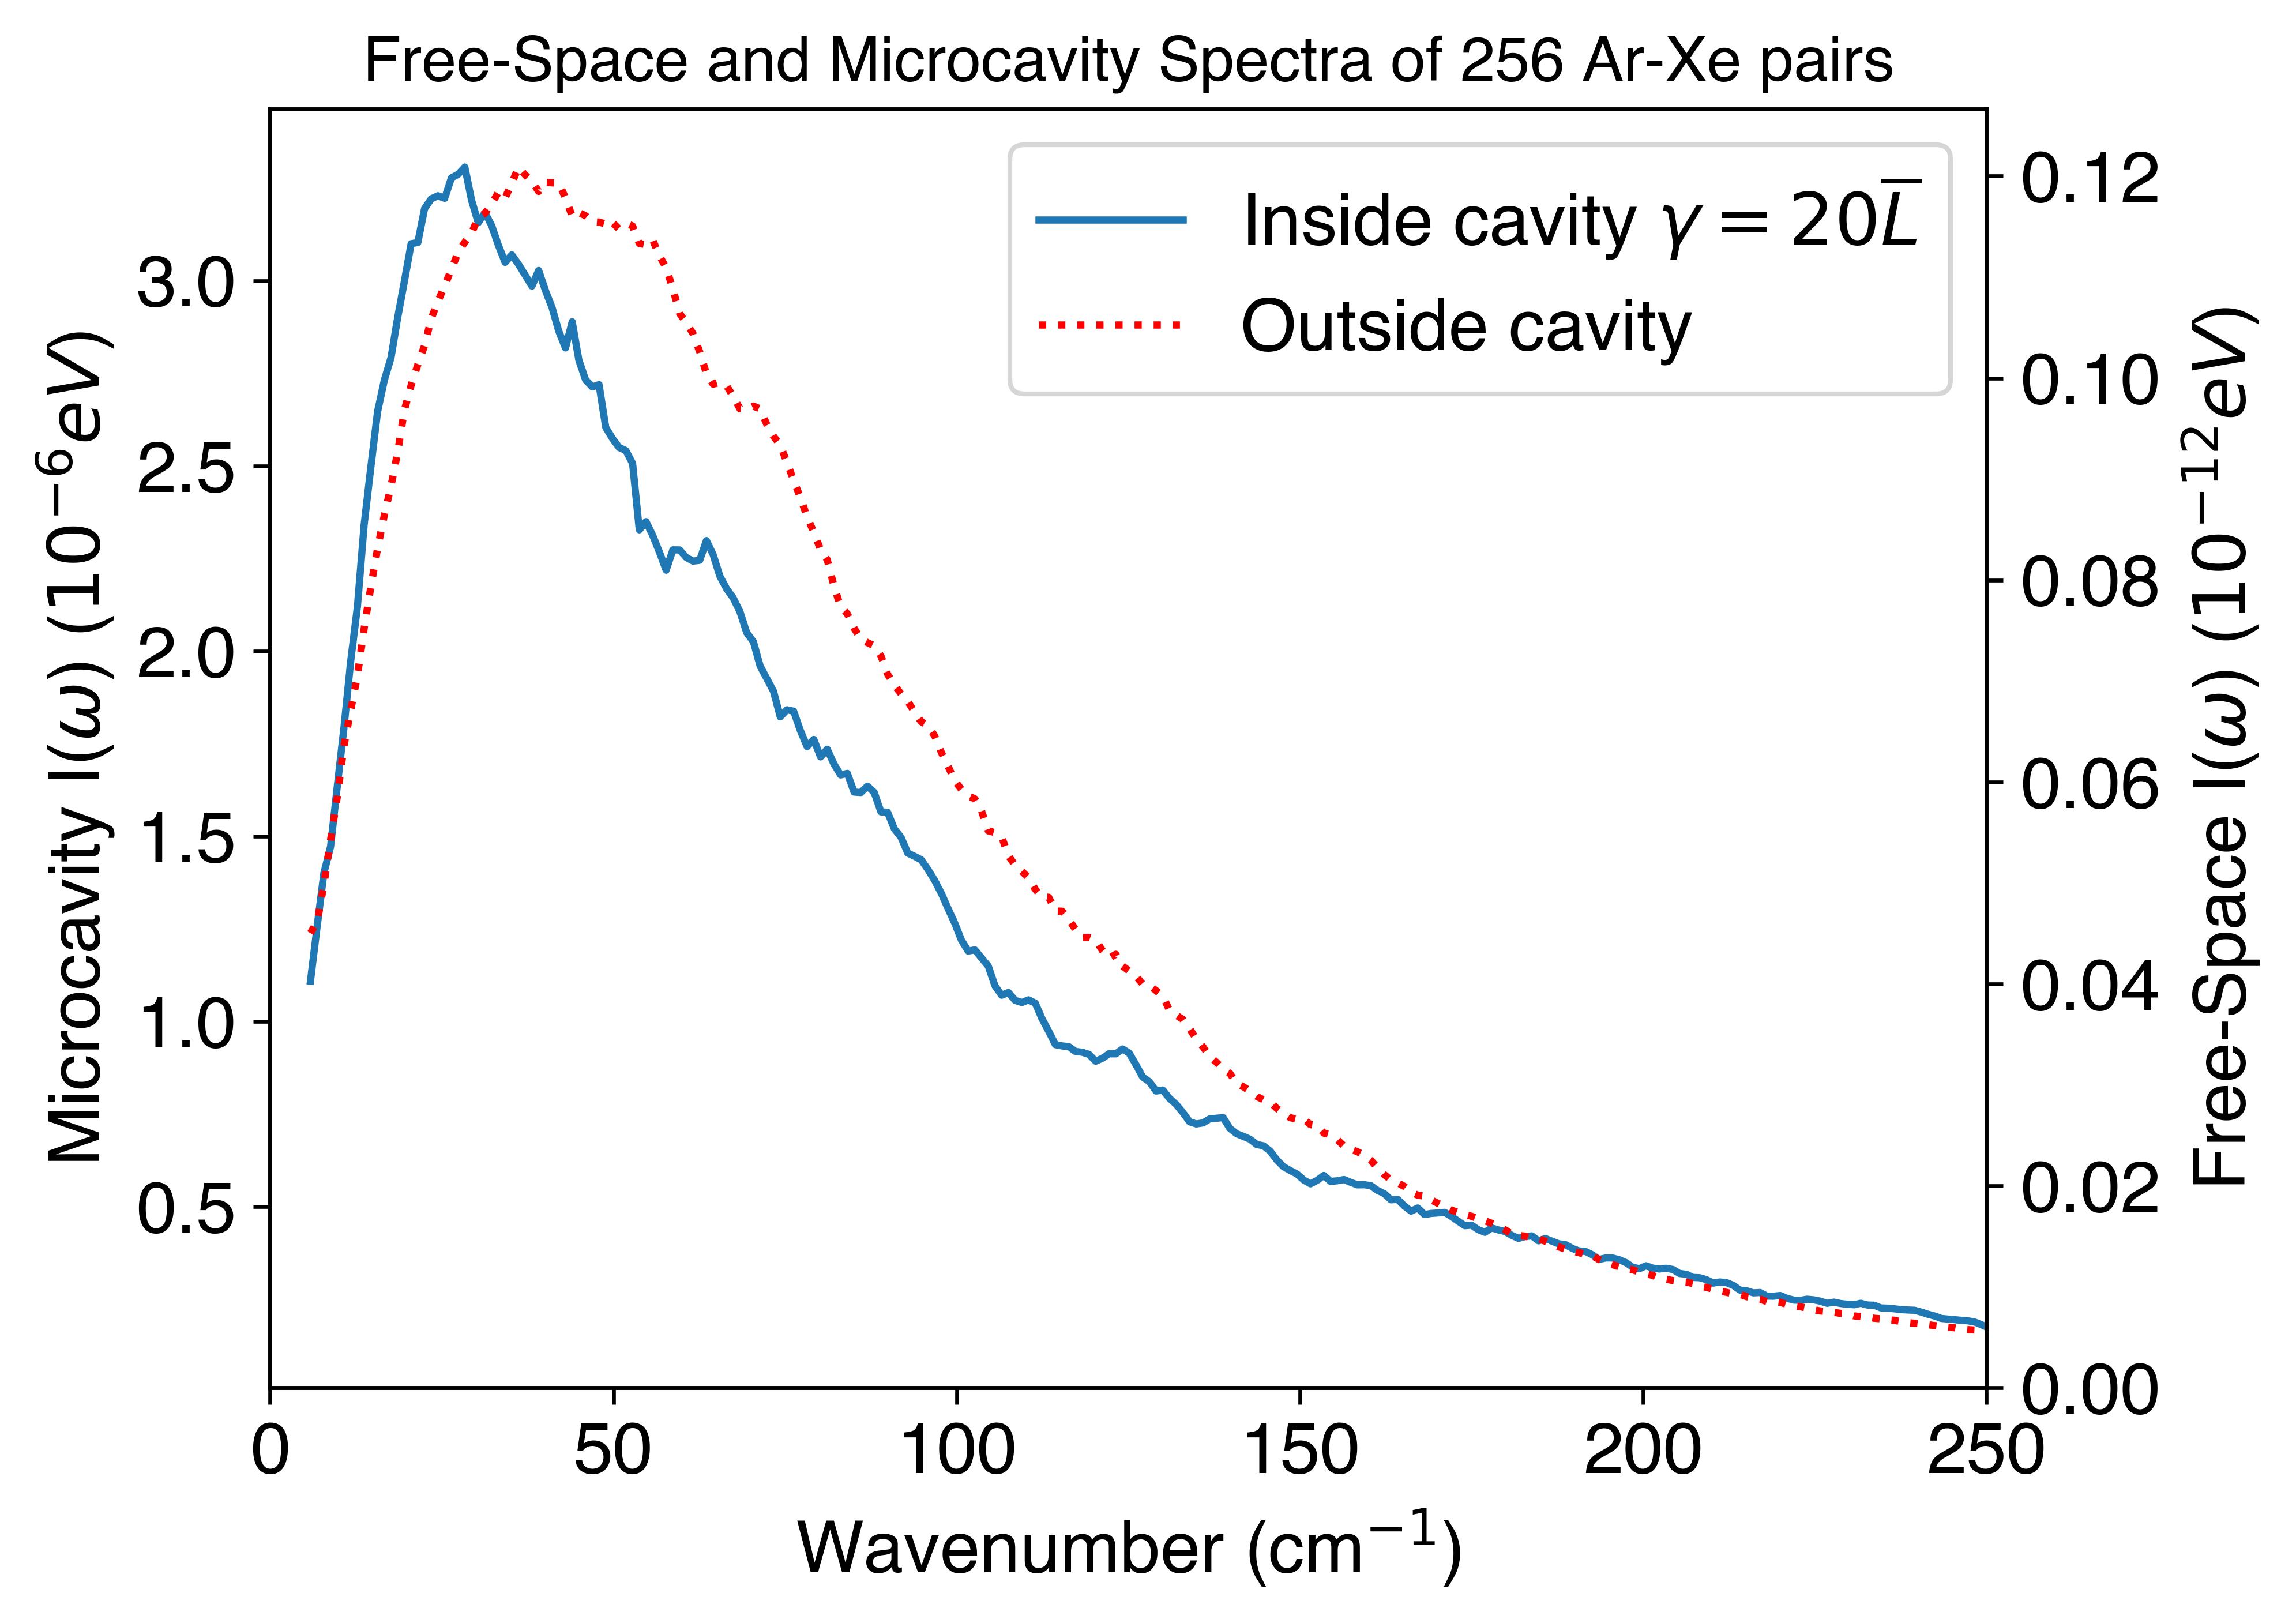 Free-Space and Microcavity Spectra of 256 Ar-Xe pairs
Inside cavity γ = 20L̅
Outside cavity
Microcavity I(ω) (10⁻⁶eV)
3.0
2.5
2.0
1.5
1.0
0.5
0.12
0.10
0.08
0.06
0.04
0.02
0.00
Free-Space I(ω) (10⁻¹²eV)
0 50 100 150 200 250
Wavenumber (cm⁻¹)